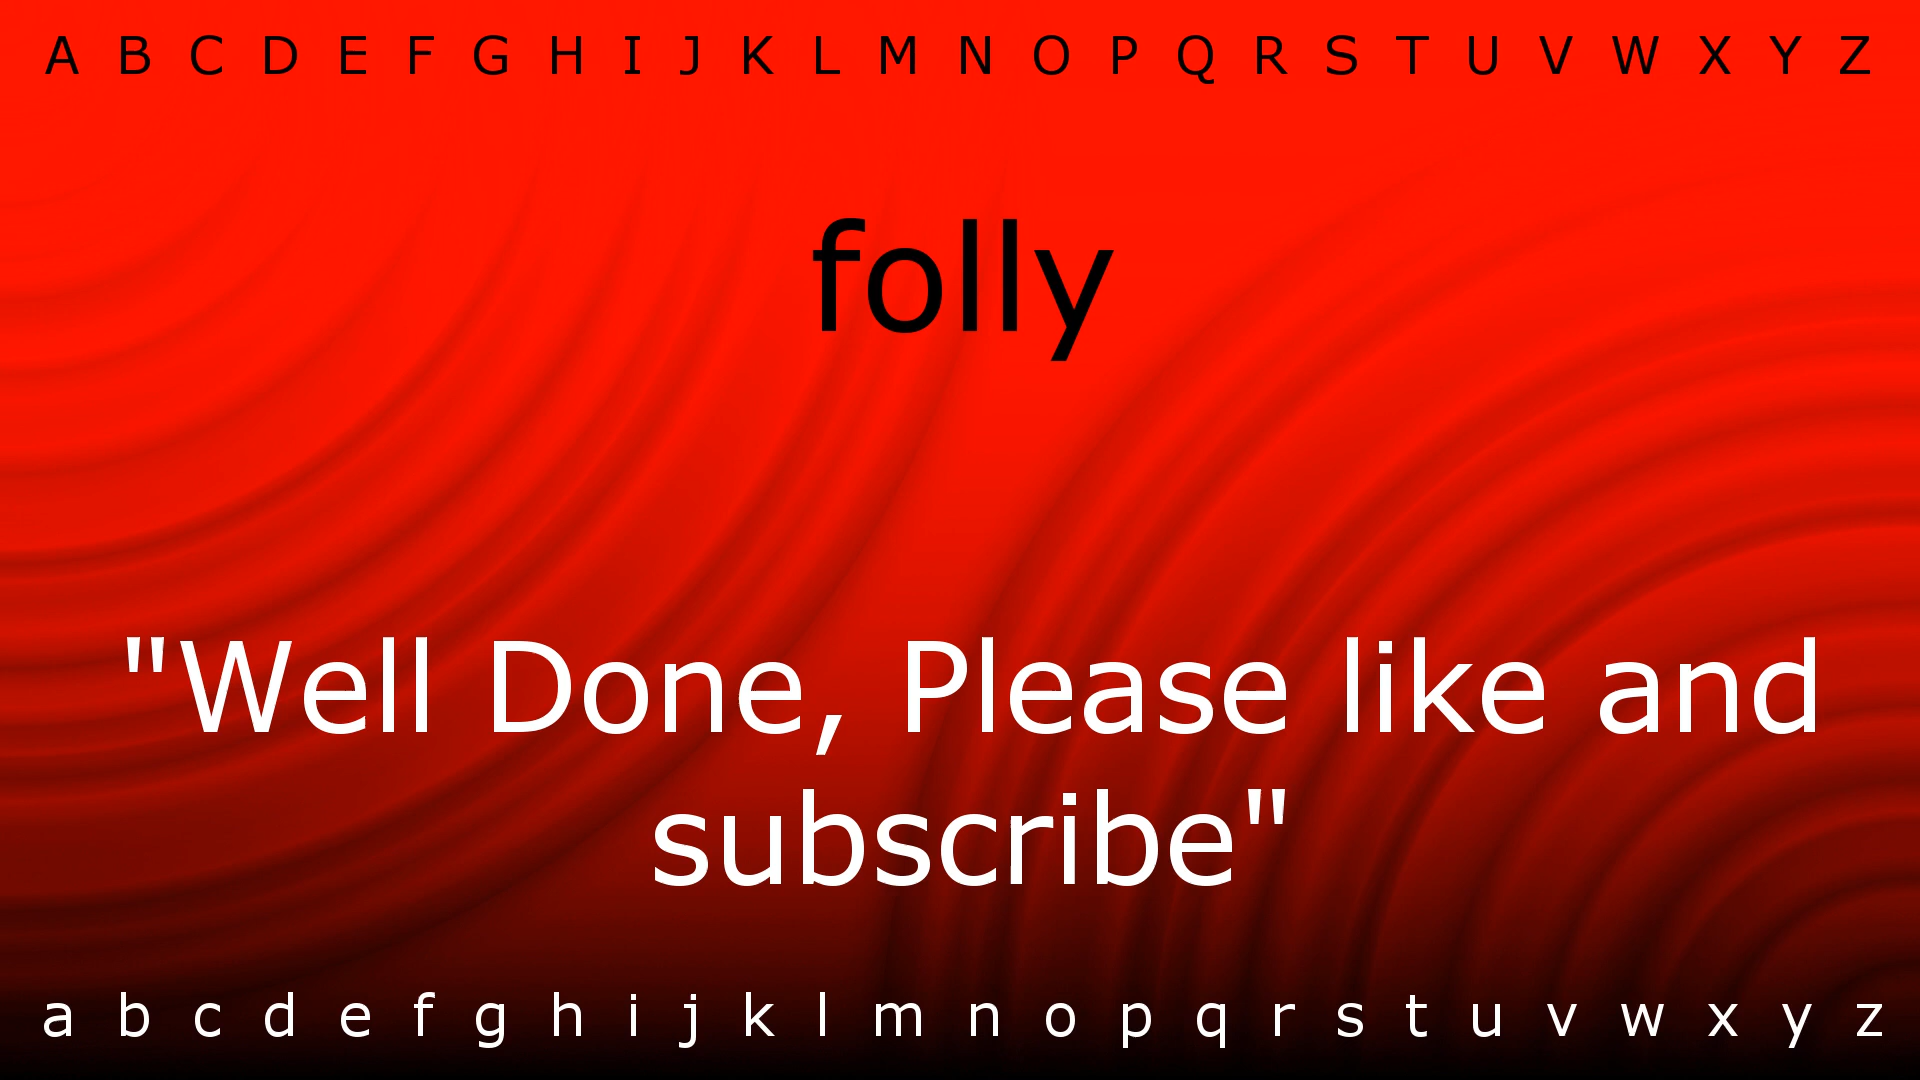 A B C D E F G H I J K L M N O P Q R S T U V W X Y Z
folly
"Well Done, Please like and
subscribe"
a b c d e f g h i j k l m n o p q r s t u v w x y z